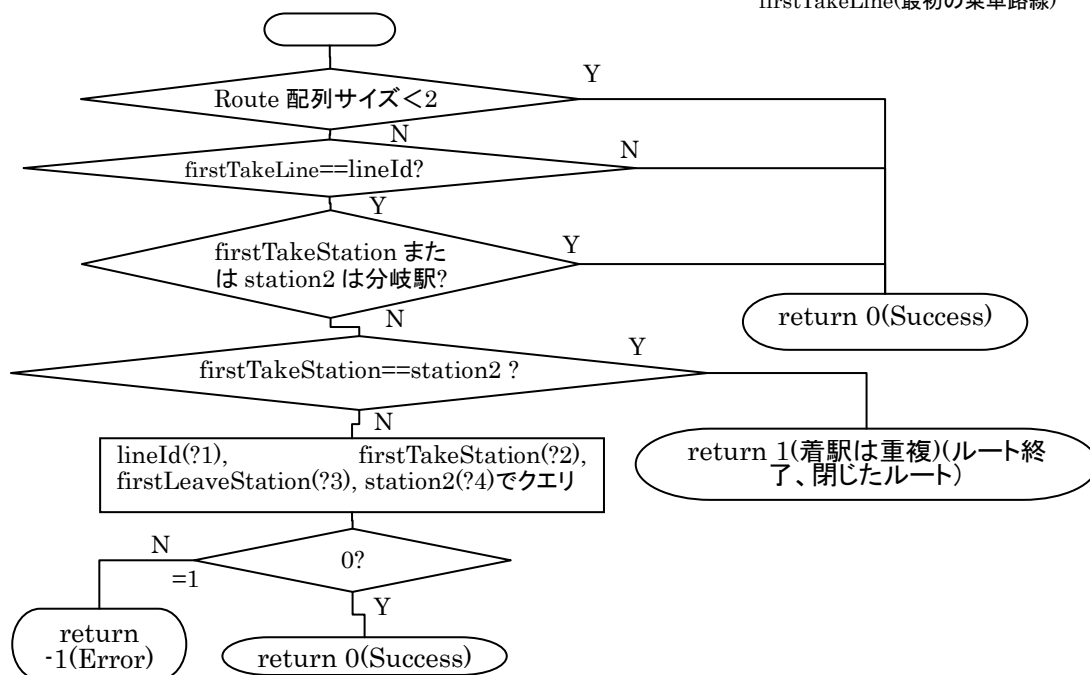 firstTakeLine(最初の乗車路線)
Y
Route 配列サイズ<2
N
N
firstTakeLine==lineId?
Y
firstTakeStation また
Y
は station2 は分岐駅?
N
return 0(Success)
Y
firstTakeStation==station2 ?
N
lineId(?1), firstTakeStation(?2),
firstLeaveStation(?3), station2(?4)でクエリ
return 1(着駅は重複)(ルート終
了、閉じたルート)
N
0?
=1
Y
return
-1(Error)
return 0(Success)